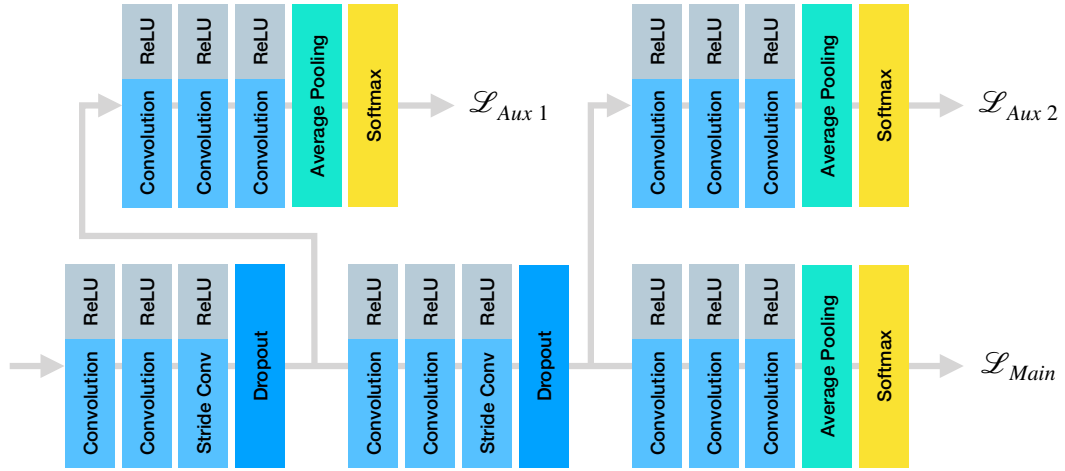 ReLU
Convolution
ReLU
Convolution
ReLU
Convolution
Average Pooling
Softmax
ℒAux 1
ReLU
Convolution
ReLU
Convolution
ReLU
Convolution
Average Pooling
Softmax
ℒAux 2
ReLU
Convolution
ReLU
Convolution
ReLU
Stride Conv
Dropout
ReLU
Convolution
ReLU
Convolution
ReLU
Stride Conv
Dropout
ReLU
Convolution
ReLU
Convolution
ReLU
Convolution
Average Pooling
Softmax
ℒMain